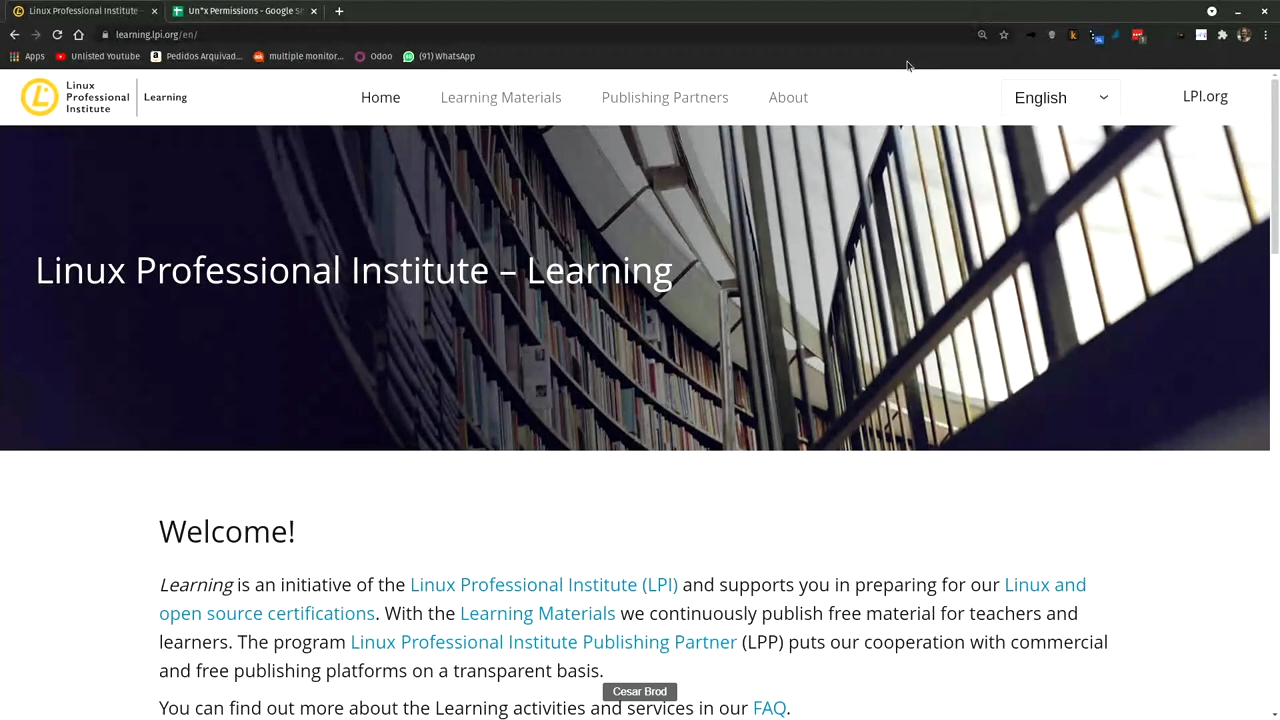 Linux Professional Institute –
Un*x Permissions - Google S
learning.lpi.org/en/
Apps
Unlisted Youtube
Pedidos Arquivad...
multiple monitor...
Odoo
(91) WhatsApp
Linux
Professional
Institute
Learning
Home
Learning Materials
Publishing Partners
About
English
LPI.org
Linux Professional Institute – Learning
Welcome!
Learning is an initiative of the Linux Professional Institute (LPI) and supports you in preparing for our Linux and
open source certifications. With the Learning Materials we continuously publish free material for teachers and
learners. The program Linux Professional Institute Publishing Partner (LPP) puts our cooperation with commercial
and free publishing platforms on a transparent basis.
Cesar Brod
You can find out more about the Learning activities and services in our FAQ.